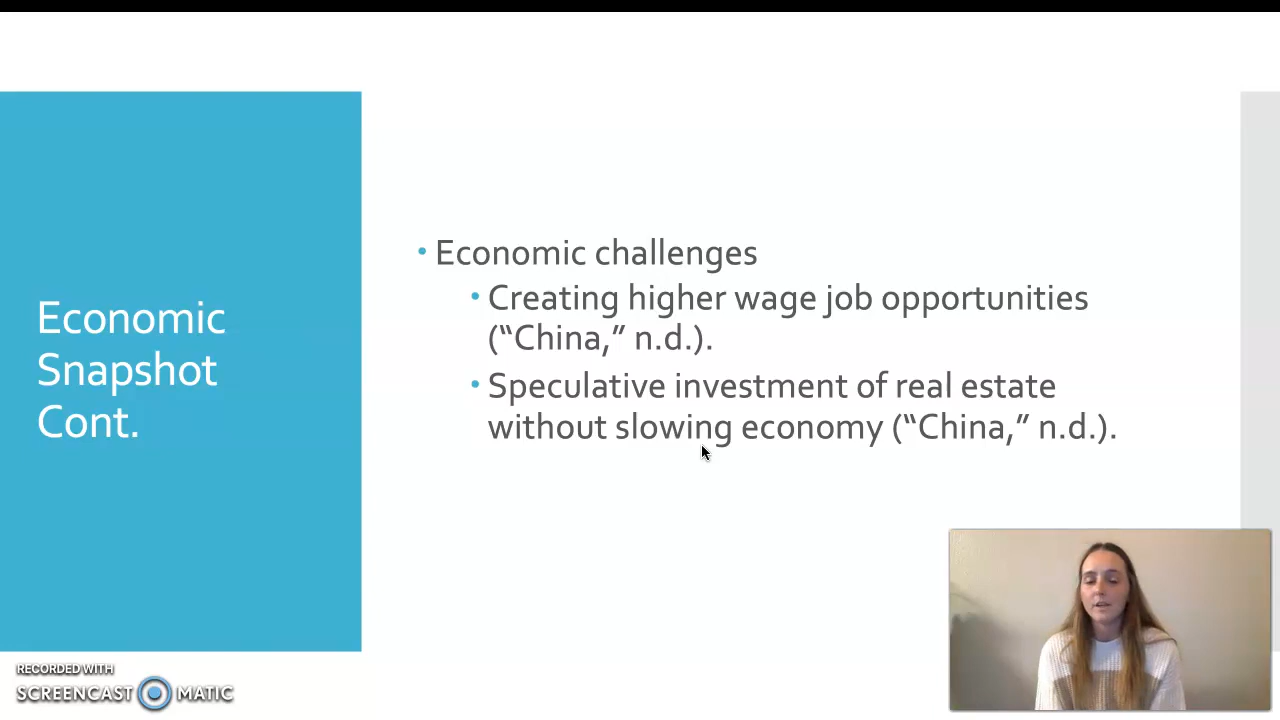 Economic
Snapshot
Cont.
• Economic challenges
• Creating higher wage job opportunities
(“China,” n.d.).
• Speculative investment of real estate
without slowing economy (“China,” n.d.).
RECORDED WITH
SCREENCAST MATIC